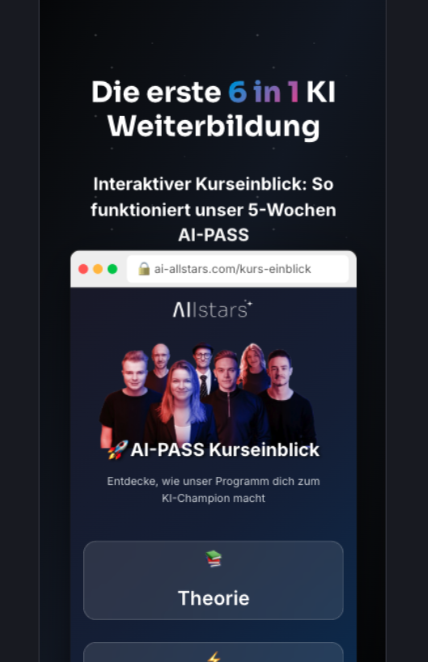 Die erste 6 in 1 KI
Weiterbildung
Interaktiver Kurseinblick: So
funktioniert unser 5-Wochen
AI-PASS
ai-allstars.com/kurs-einblick
AIlstars
AI-PASS Kurseinblick
Entdecke, wie unser Programm dich zum
KI-Champion macht
Theorie